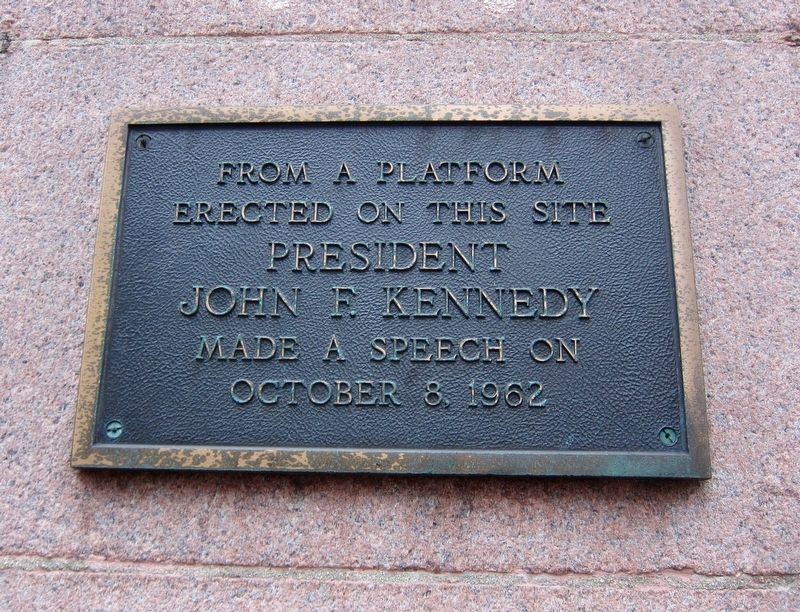 FROM A PLATFORM
ERECTED ON THIS SITE
PRESIDENT
JOHN F. KENNEDY
MADE A SPEECH ON
OCTOBER 8, 1962